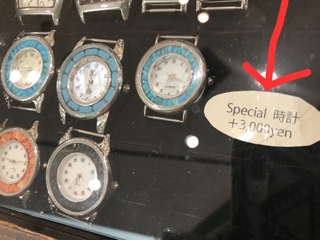 Special 時計
+3,000yen